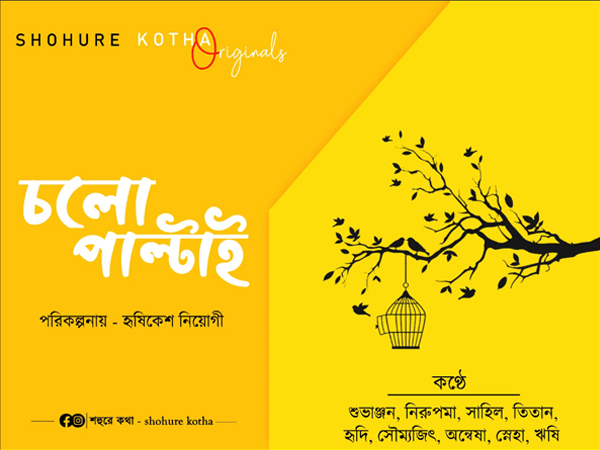 SHOHURE KOTHA
Originals
চলো
পাল্টাই
পরিকল্পনায় - হৃষিকেশ নিয়োগী
কণ্ঠে
শুভাঞ্জন, নিরুপমা, সাহিল, তিতান,
হৃদি, সৌম্যজিৎ, অন্বেষা, স্নেহা, ঋষি
শহুরে কথা - shohure kotha